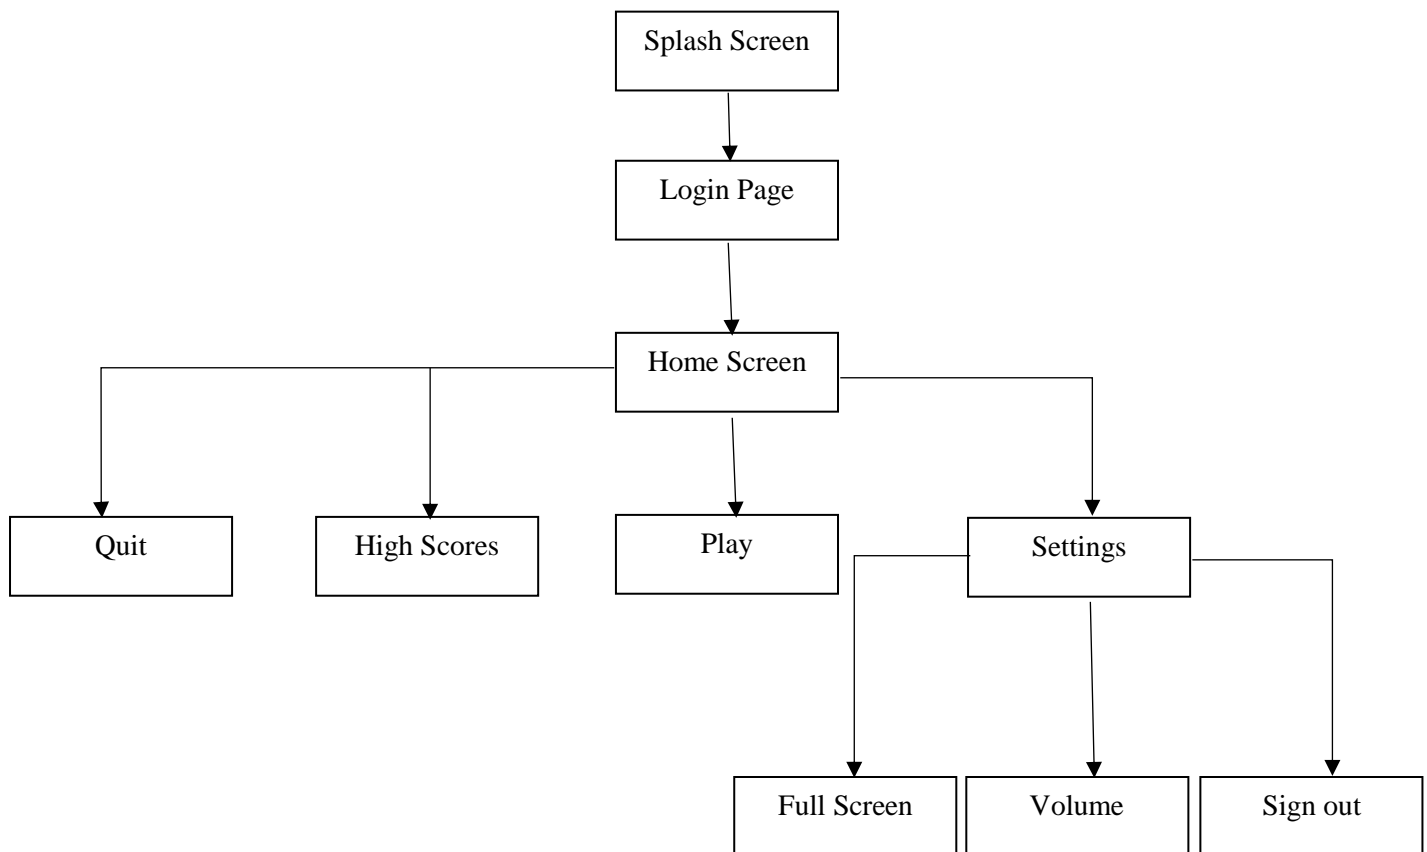 Splash Screen
Login Page
Home Screen
Quit
High Scores
Play
Settings
Full Screen
Volume
Sign out